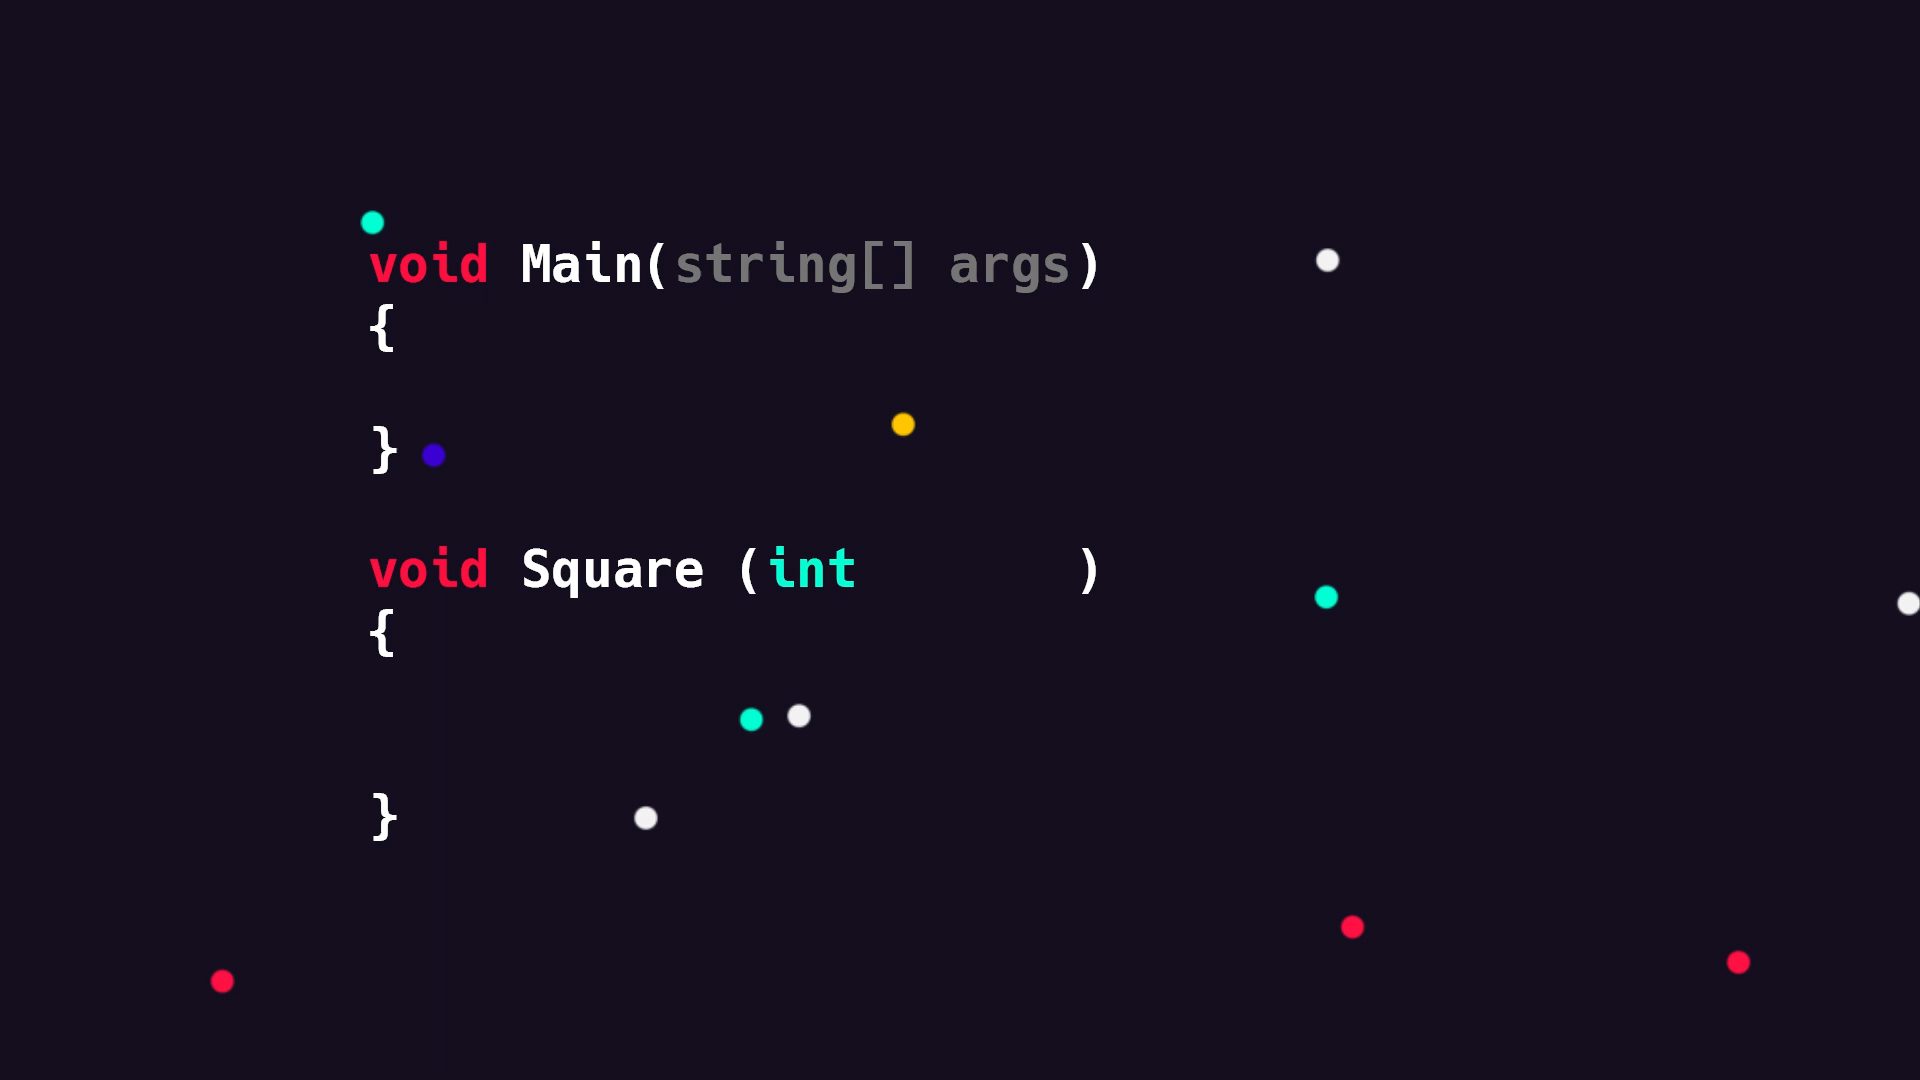 void Main(string[] args)
{
}
void Square (int )
{
}